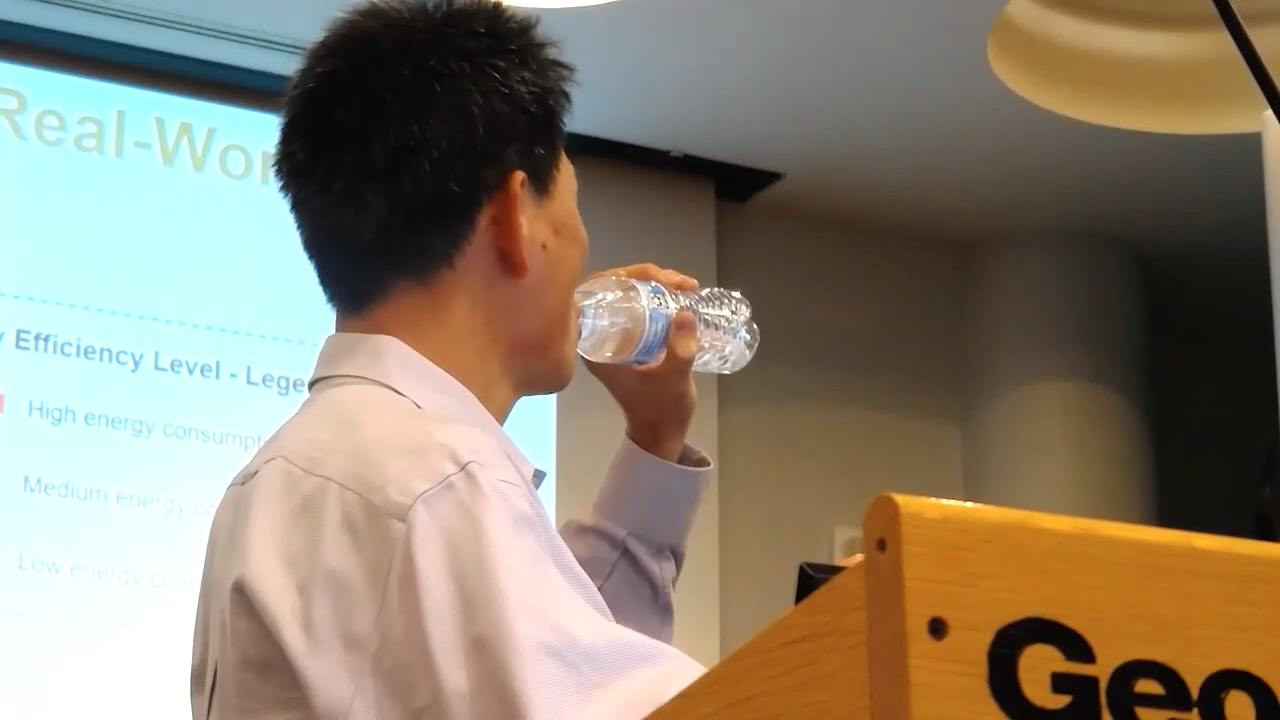 Real-Wor
Efficiency Level - Lege
High energy consumpt
Medium energy co
Low energy cons
Geo